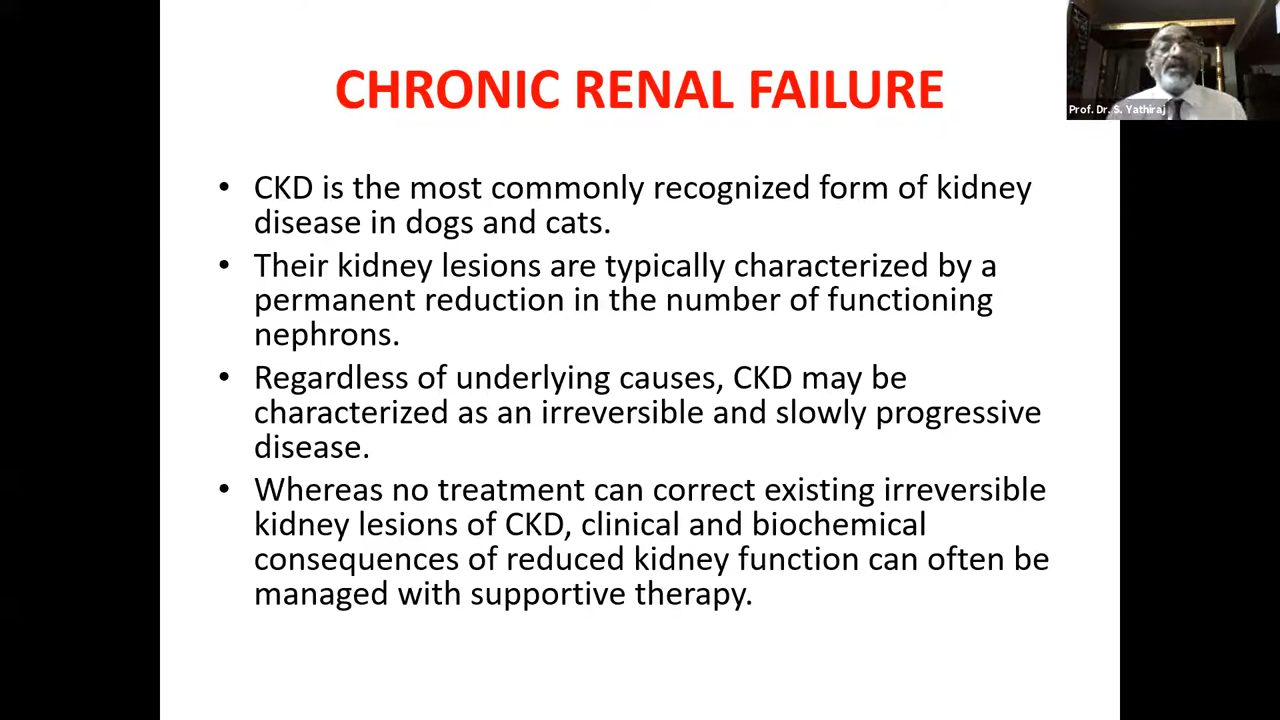 CHRONIC RENAL FAILURE
Prof. Dr. S. Yathiraj
• CKD is the most commonly recognized form of kidney
disease in dogs and cats.
• Their kidney lesions are typically characterized by a
permanent reduction in the number of functioning
nephrons.
• Regardless of underlying causes, CKD may be
characterized as an irreversible and slowly progressive
disease.
• Whereas no treatment can correct existing irreversible
kidney lesions of CKD, clinical and biochemical
consequences of reduced kidney function can often be
managed with supportive therapy.